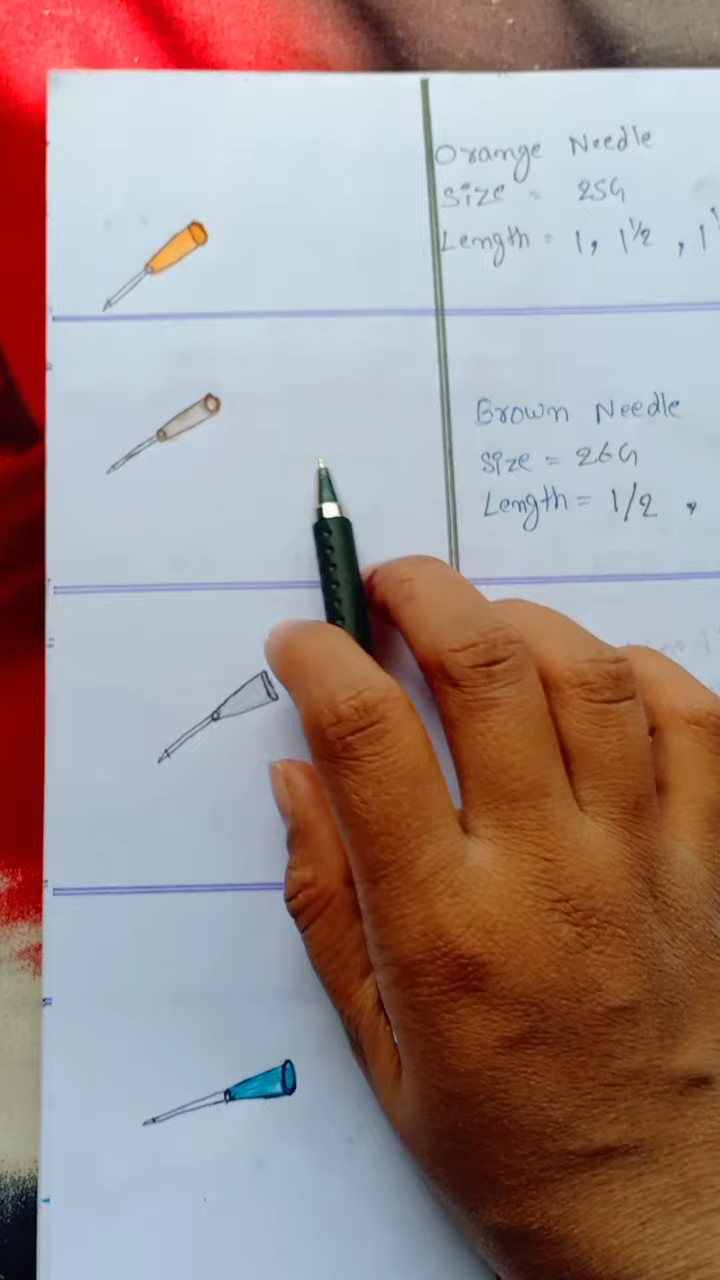 Orange Needle
Size = 25G
Length = 1, 1½, 1
Brown Needle
Size = 26G
Length = 1/2,